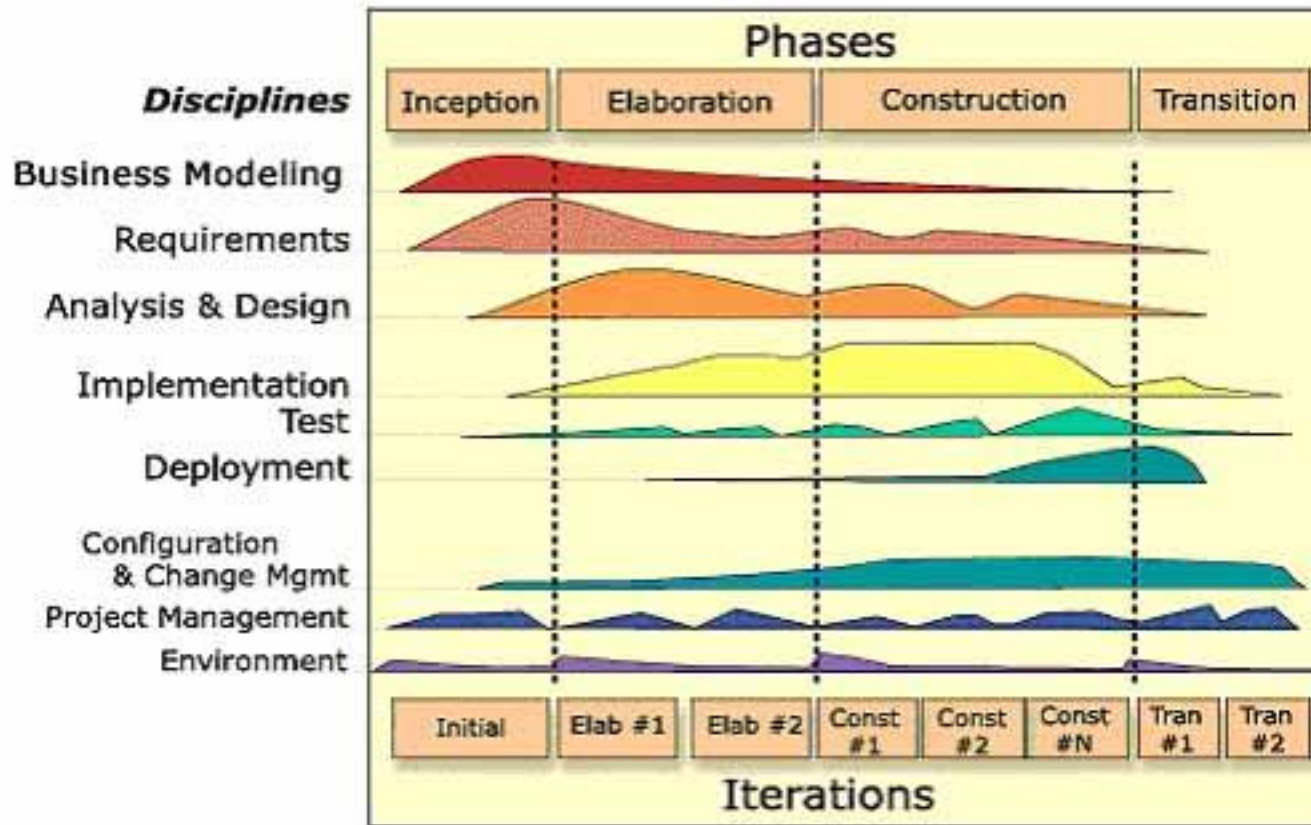 Phases
Disciplines
Inception
Elaboration
Construction
Transition
Business Modeling
Requirements
Analysis & Design
Implementation
Test
Deployment
Configuration
& Change Mgmt
Project Management
Environment
Initial
Elab #1
Elab #2
Const
#1
Const
#2
Const
#N
Tran
#1
Tran
#2
Iterations